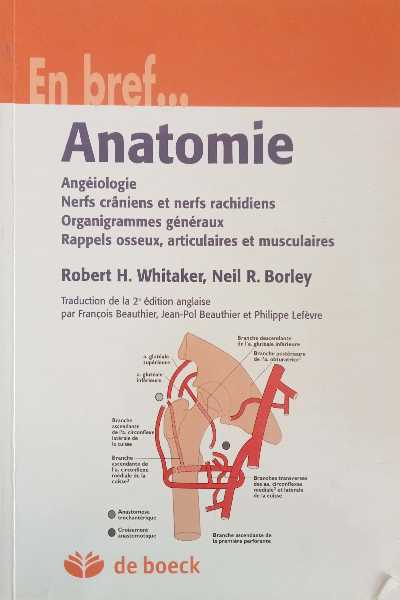 En bref...
Anatomie
Angéiologie
Nerfs crâniens et nerfs rachidiens
Organigrammes généraux
Rappels osseux, articulaires et musculaires
Robert H. Whitaker, Neil R. Borley
Traduction de la 2e édition anglaise
par François Beauthier, Jean-Pol Beauthier et Philippe Lefèvre
Branche descendante
de l'a. glutéale inférieure
a. glutéale
supérieure
Branche postérieure
de l'a. obturatrice1
a. glutéale
inférieure
Branche
ascendante
de l'a. circonflexe
latérale de
la cuisse
Branche
ascendante de
l'a. circonflexe
médiale de la
cuisse2
Branches transverses
des aa. circonflexes
médiale2 et latérale
de la cuisse
Anastomose
trochantérique
Croisement
anastomotique
Branche ascendante de
la première perforante
de boeck